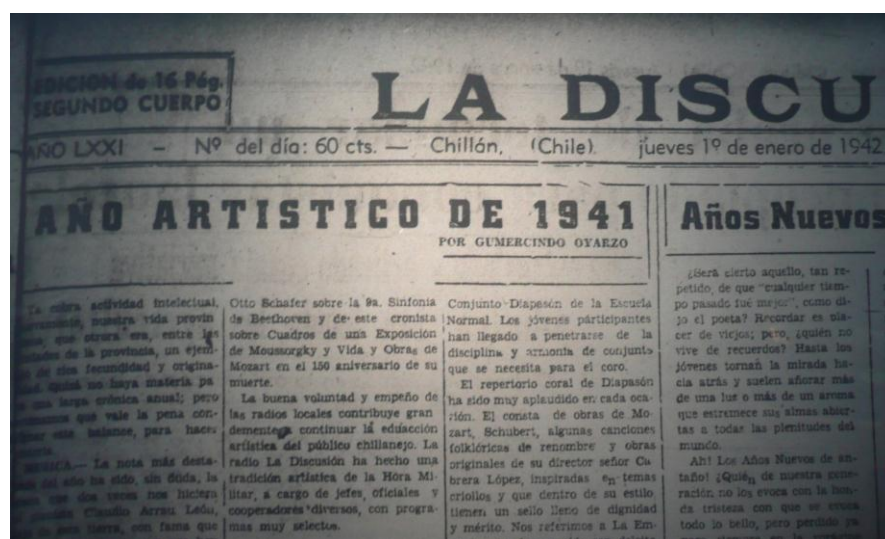 EDICION de 16 Pág.
SEGUNDO CUERPO
LA DISCU
AÑO LXXI — Nº del día: 60 cts. — Chillán, (Chile). jueves 1º de enero de 1942
AÑO ARTISTICO DE 1941
POR GUMERCINDO OYARZO
obra actividad intelectual,
nuestra vida provin
que otrora era, entre las
de la provincia, un ejem
de rica fecundidad y origina-
quizá no haya materia pa
una larga crónica anual; pero
que vale la pena con-
este balance, para hacer
La nota más desta-
del año ha sido, sin duda, la
que dos veces nos hiciera
Claudio Arrau León,
tierra, con fama que
Otto Schafer sobre la 9a. Sinfonía
de Beethoven y de este cronista
sobre Cuadros de una Exposición
de Moussorgky y Vida y Obras de
Mozart en el 150 aniversario de su
muerte.
La buena voluntad y empeño de
las radios locales contribuye gran
demente a continuar la educación
artística del público chillanejo. La
radio La Discusión ha hecho una
tradición artística de la Hora Mi-
litar, a cargo de jefes, oficiales y
cooperadores diversos, con progra-
mas muy selectos.
Conjunto Diapasón de la Escuela
Normal. Los jóvenes participantes
han llegado a penetrarse de la
disciplina y armonía de conjunto
que se necesita para el coro.
El repertorio coral de Diapasón
ha sido muy aplaudido en cada oca-
sión. El consta de obras de Mo-
zart, Schubert, algunas canciones
folklóricas de renombre y obras
originales de su director señor Ca
brera López, inspiradas en temas
criollos y que dentro de su estilo
tienen un sello lleno de dignidad
y mérito. Nos referimos a La Em-
Años Nuevos
¿Será cierto aquello, tan re-
petido, de que "cualquier tiem-
po pasado fué mejor", como di-
jo el poeta? Recordar es pla-
cer de viejos; pero, ¿quién no
vive de recuerdos? Hasta los
jóvenes tornan la mirada ha-
cia atrás y suelen añorar más
de una luz o más de un aroma
que estremece sus almas abier-
tas a todas las plenitudes del
mundo.
Ah! Los Años Nuevos de an-
taño! ¿Quién de nuestra gene-
ración no los evoca con la hon-
da tristeza con que se evoca
todo lo bello, pero perdido ya